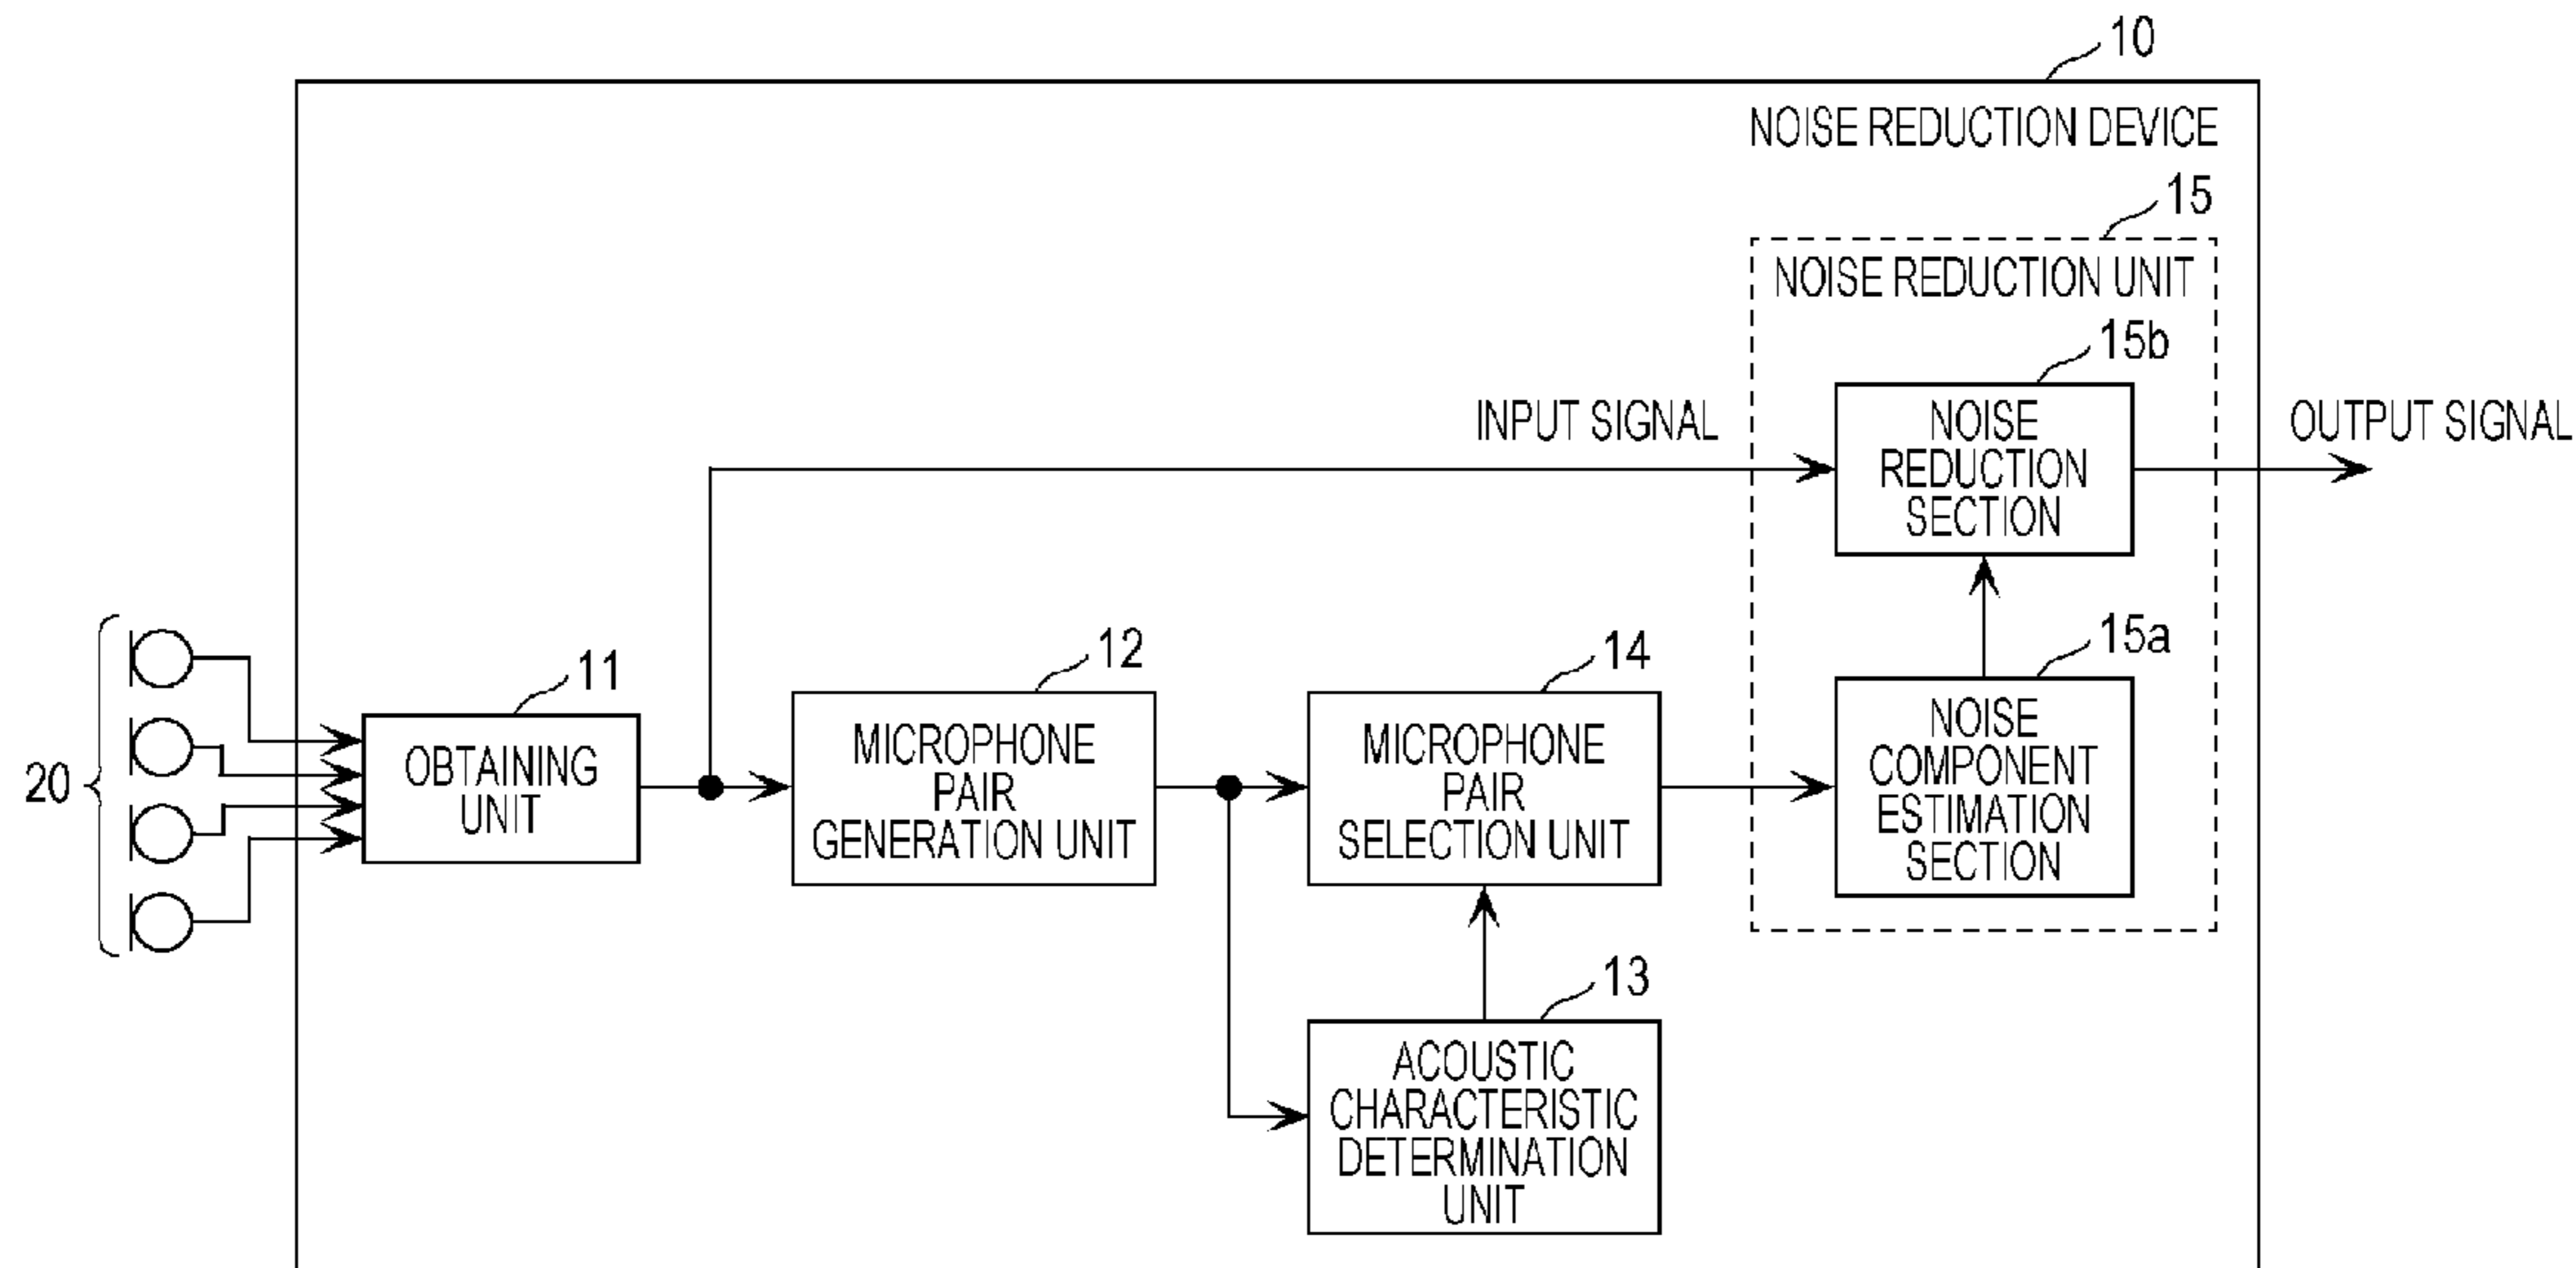 10
NOISE REDUCTION DEVICE
15
NOISE REDUCTION UNIT
15b
INPUT SIGNAL
NOISE
REDUCTION
SECTION
OUTPUT SIGNAL
20
11
OBTAINING
UNIT
12
MICROPHONE
PAIR
GENERATION UNIT
14
MICROPHONE
PAIR
SELECTION UNIT
15a
NOISE
COMPONENT
ESTIMATION
SECTION
13
ACOUSTIC
CHARACTERISTIC
DETERMINATION
UNIT